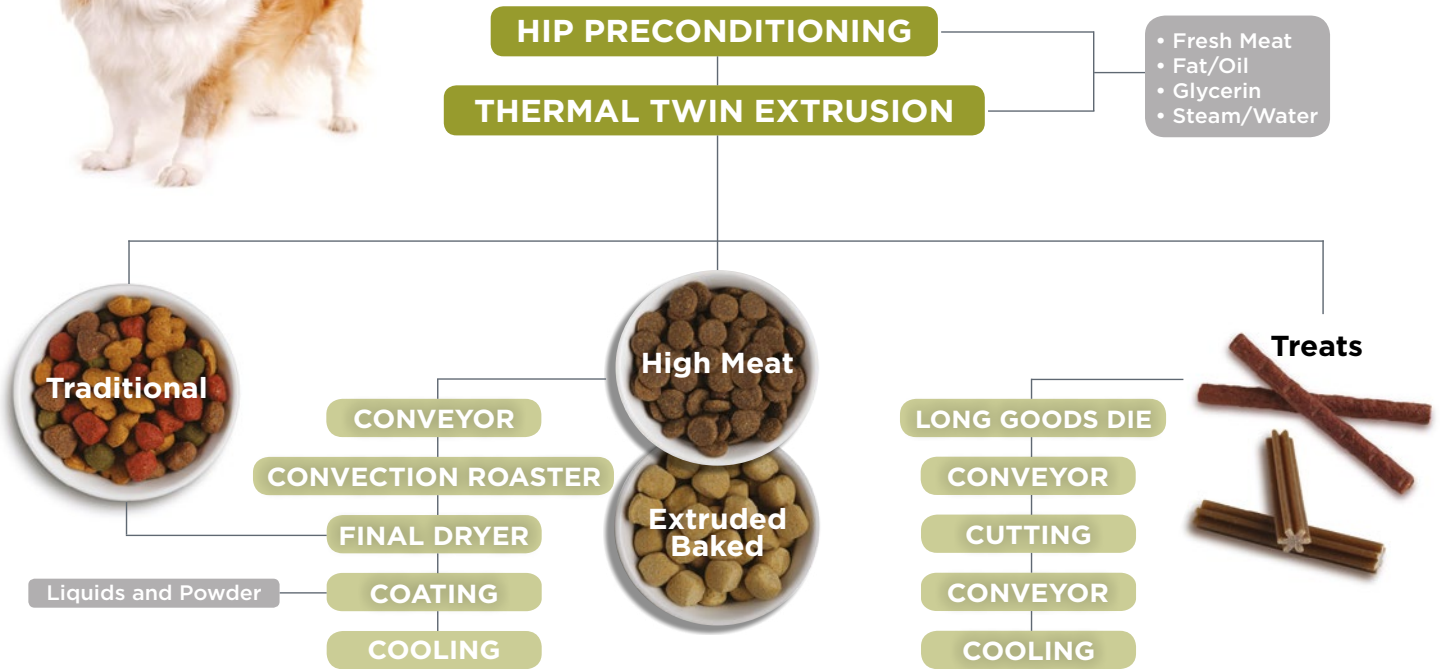 HIP PRECONDITIONING
THERMAL TWIN EXTRUSION
• Fresh Meat
• Fat/Oil
• Glycerin
• Steam/Water
Traditional
High Meat
Extruded
Baked
CONVEYOR
CONVECTION ROASTER
FINAL DRYER
Liquids and Powder
COATING
COOLING
Treats
LONG GOODS DIE
CONVEYOR
CUTTING
CONVEYOR
COOLING